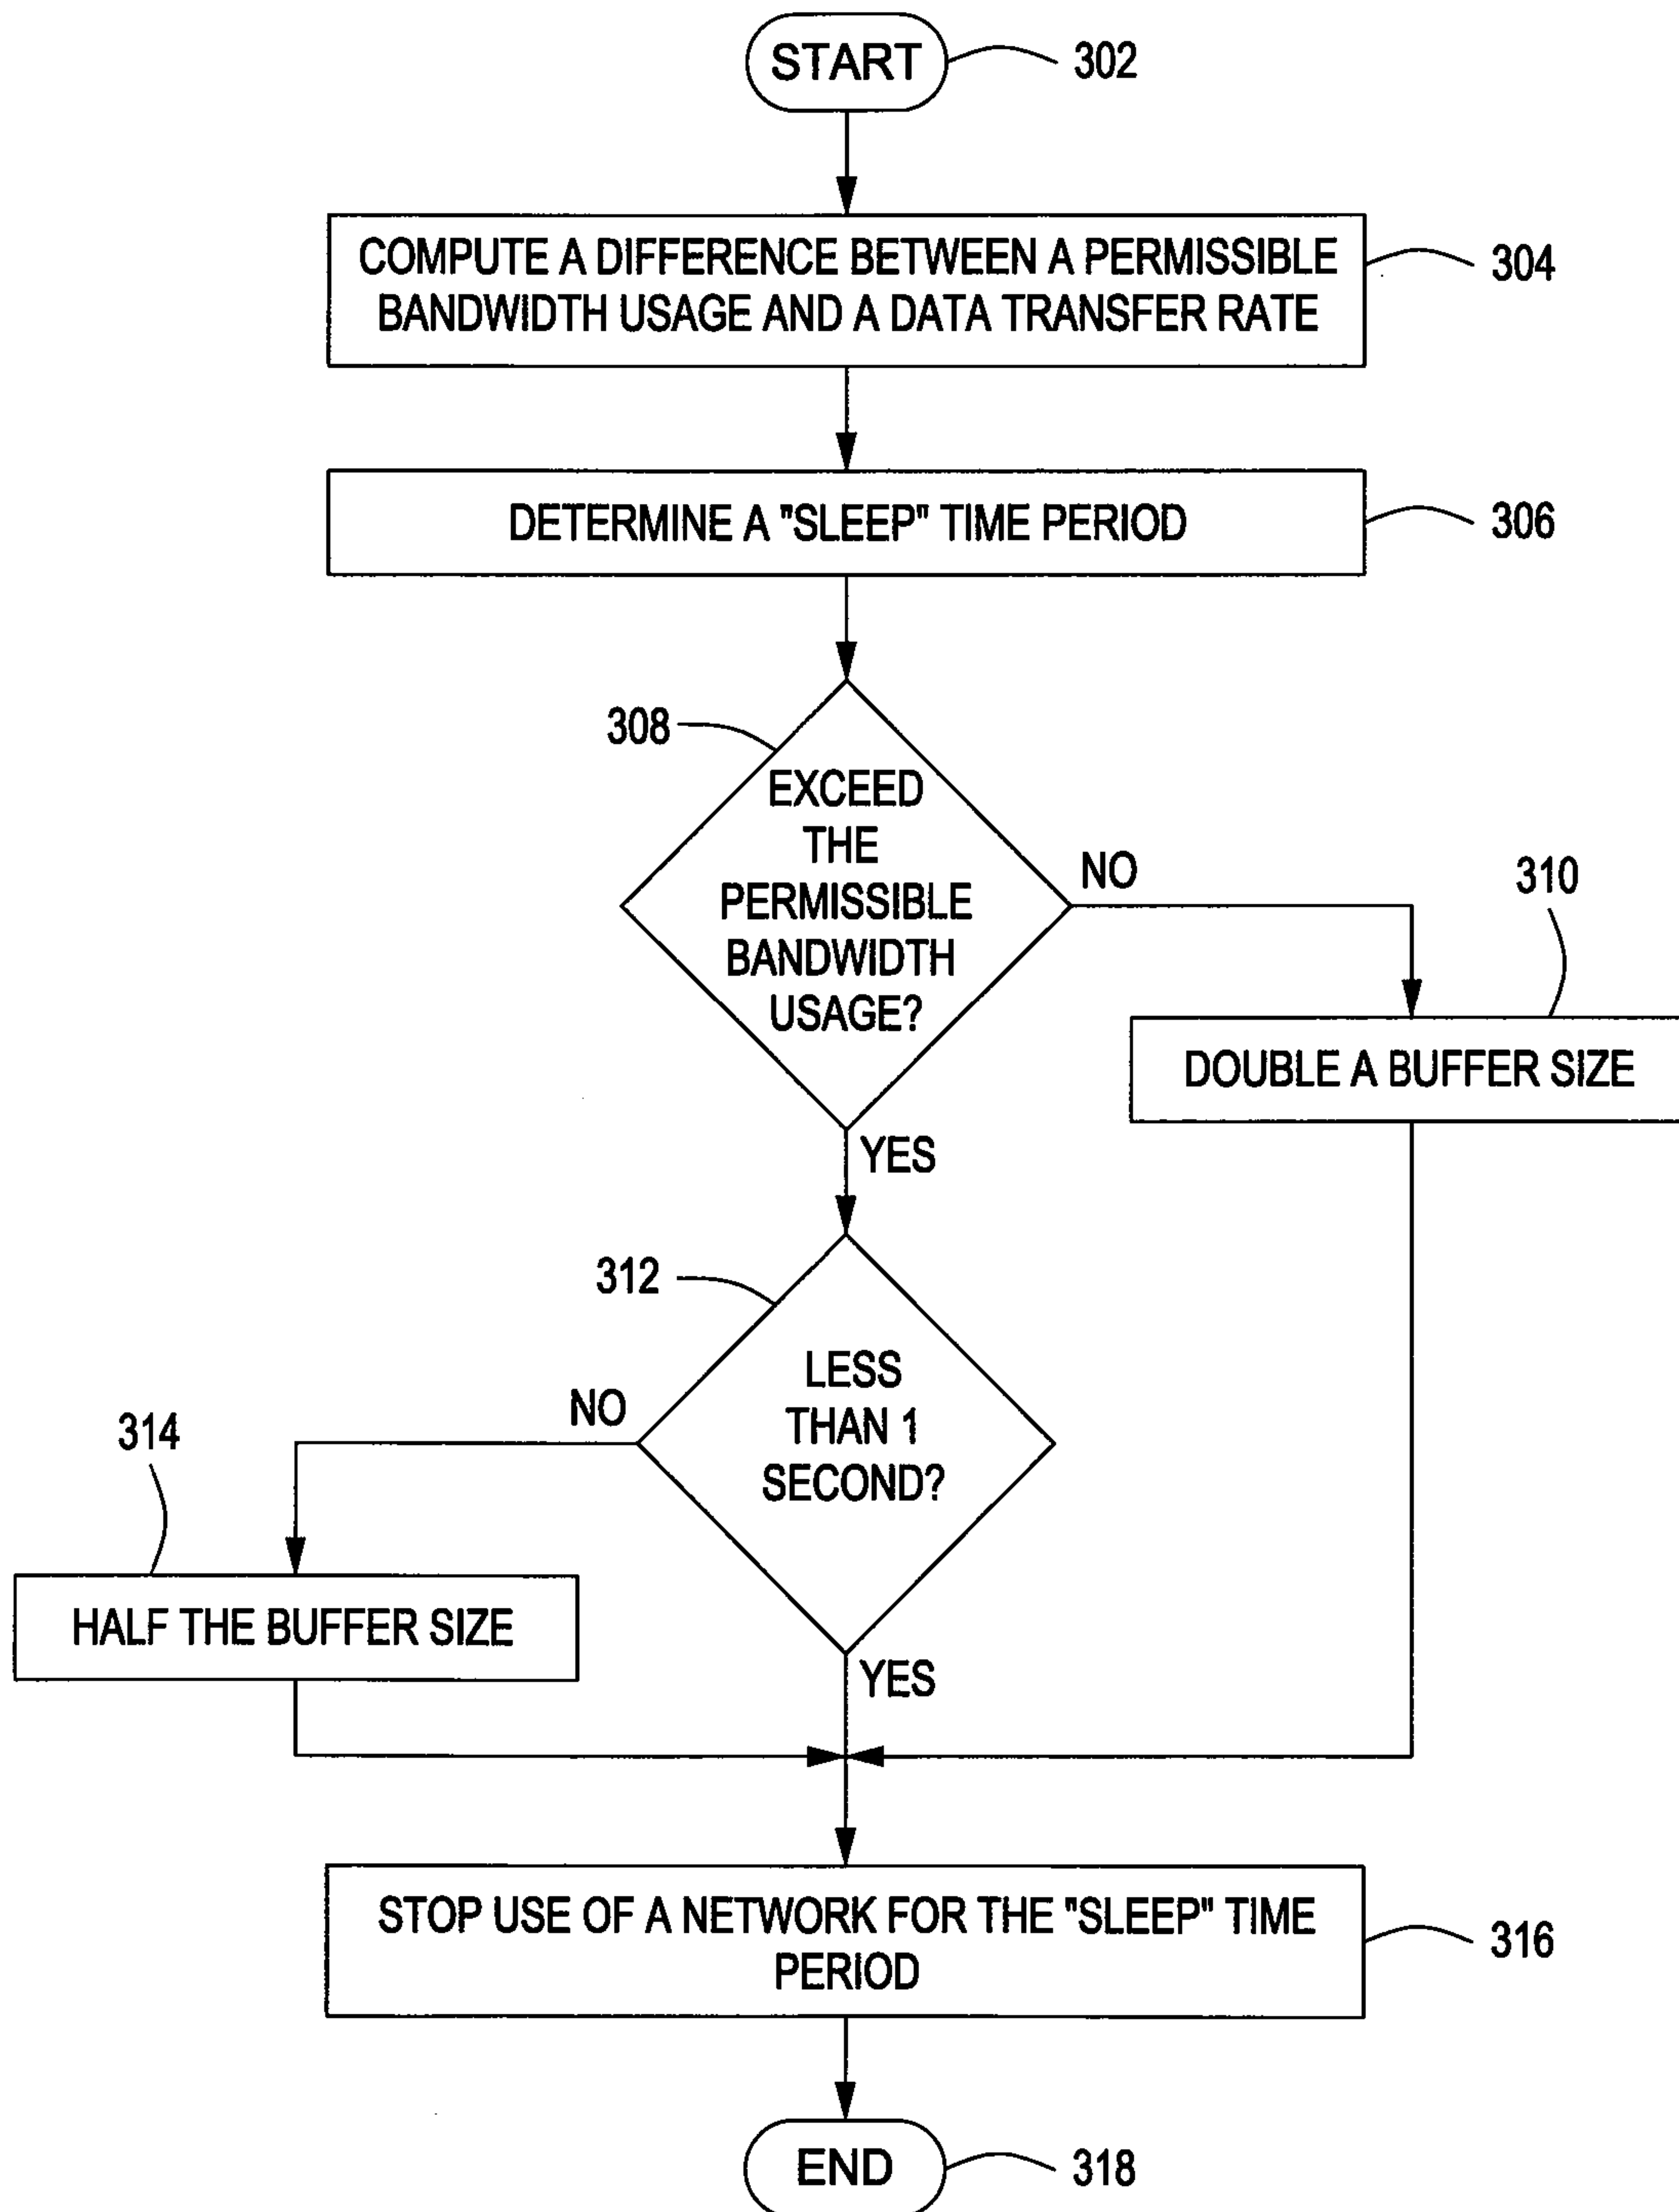 START
302
COMPUTE A DIFFERENCE BETWEEN A PERMISSIBLE
BANDWIDTH USAGE AND A DATA TRANSFER RATE
304
DETERMINE A "SLEEP" TIME PERIOD
306
308
EXCEED
THE
PERMISSIBLE
BANDWIDTH
USAGE?
NO
310
DOUBLE A BUFFER SIZE
YES
312
LESS
THAN 1
SECOND?
NO
314
HALF THE BUFFER SIZE
YES
STOP USE OF A NETWORK FOR THE "SLEEP" TIME
PERIOD
316
END
318